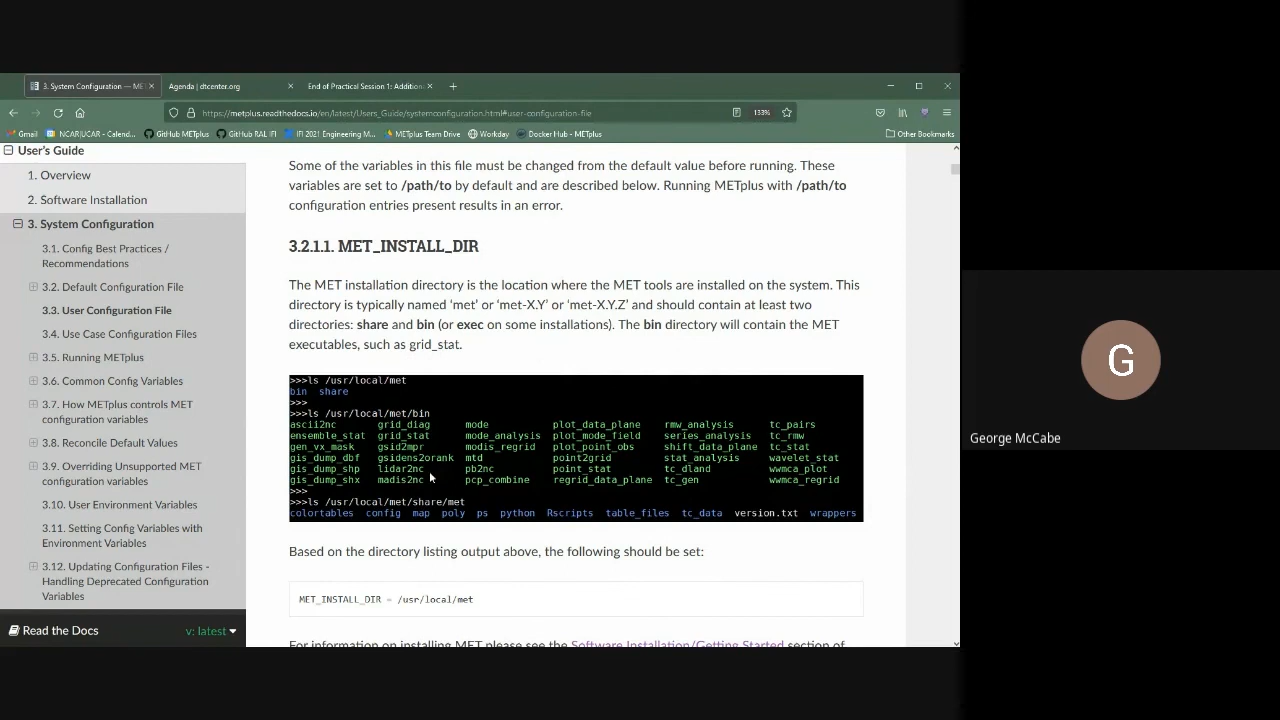 3. System Configuration — ME
Agenda | dtcenter.org
End of Practical Session 1: Addition
https://metplus.readthedocs.io/en/latest/Users_Guide/systemconfiguration.html#user-configuration-file
133%
Gmail
NCAR|UCAR - Calend...
GitHub METplus
GitHub RAL IFI
IFI 2021 Engineering M...
METplus Team Drive
Workday
Docker Hub - METplus
Other Bookmarks
User's Guide
1. Overview
2. Software Installation
3. System Configuration
3.1. Config Best Practices /
Recommendations
3.2. Default Configuration File
3.3. User Configuration File
3.4. Use Case Configuration Files
3.5. Running METplus
3.6. Common Config Variables
3.7. How METplus controls MET
configuration variables
3.8. Reconcile Default Values
3.9. Overriding Unsupported MET
configuration variables
3.10. User Environment Variables
3.11. Setting Config Variables with
Environment Variables
3.12. Updating Configuration Files -
Handling Deprecated Configuration
Variables
Read the Docs
v: latest
Some of the variables in this file must be changed from the default value before running. These
variables are set to /path/to by default and are described below. Running METplus with /path/to
configuration entries present results in an error.
3.2.1.1. MET_INSTALL_DIR
The MET installation directory is the location where the MET tools are installed on the system. This
directory is typically named ‘met’ or ‘met-X.Y’ or ‘met-X.Y.Z’ and should contain at least two
directories: share and bin (or exec on some installations). The bin directory will contain the MET
executables, such as grid_stat.
>>>ls /usr/local/met
bin share
>>>
>>>ls /usr/local/met/bin
ascii2nc grid_diag mode plot_data_plane rmw_analysis tc_pairs
ensemble_stat grid_stat mode_analysis plot_mode_field series_analysis tc_rmw
gen_vx_mask gsid2mpr modis_regrid plot_point_obs shift_data_plane tc_stat
gis_dump_dbf gsidens2orank mtd point2grid stat_analysis wavelet_stat
gis_dump_shp lidar2nc pb2nc point_stat tc_dland wwmca_plot
gis_dump_shx madis2nc pcp_combine regrid_data_plane tc_gen wwmca_regrid
>>>
>>>ls /usr/local/met/share/met
colortables config map poly ps python Rscripts table_files tc_data version.txt wrappers
Based on the directory listing output above, the following should be set:
MET_INSTALL_DIR = /usr/local/met
For information on installing MET please see the Software Installation/Getting Started section of
G
George McCabe